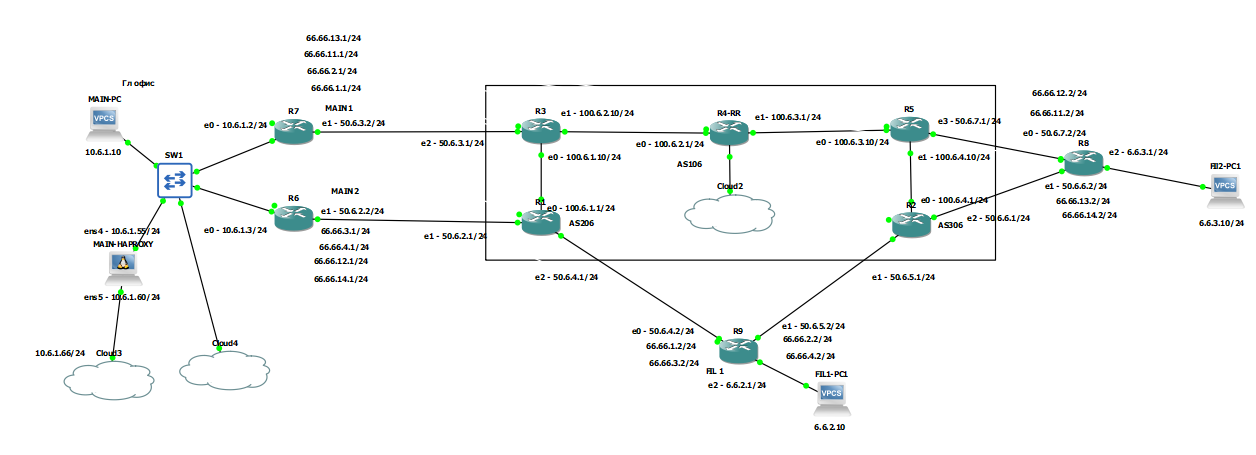 66.66.13.1/24
66.66.11.1/24
66.66.2.1/24
66.66.1.1/24
Гл офис
MAIN-PC
VPCS
10.6.1.10
SW1
e0 - 10.6.1.2/24
R7
MAIN 1
e1 - 50.6.3.2/24
R6
MAIN 2
e1 - 50.6.2.2/24
e0 - 10.6.1.3/24
66.66.3.1/24
66.66.4.1/24
66.66.12.1/24
66.66.14.1/24
ens4 - 10.6.1.55/24
MAIN-HAPROXY
ens5 - 10.6.1.60/24
10.6.1.66/24
Cloud3
Cloud4
R3
e1 - 100.6.2.10/24
e2 - 50.6.3.1/24
e0 - 100.6.1.10/24
R1
e0 - 100.6.1.1/24
AS206
e1 - 50.6.2.1/24
e2 - 50.6.4.1/24
R4-RR
e1- 100.6.3.1/24
e0 - 100.6.2.1/24
AS106
Cloud2
R5
e3 - 50.6.7.1/24
e0 - 100.6.3.10/24
e1 - 100.6.4.10/24
R2
e0 - 100.6.4.1/24
e2 - 50.6.6.1/24
AS306
e1 - 50.6.5.1/24
66.66.12.2/24
66.66.11.2/24
e0 - 50.6.7.2/24
R8
e2 - 6.6.3.1/24
e1 - 50.6.6.2/24
66.66.13.2/24
66.66.14.2/24
Fil2-PC1
VPCS
6.6.3.10/24
e0 - 50.6.4.2/24
66.66.1.2/24
66.66.3.2/24
R9
e1 - 50.6.5.2/24
66.66.2.2/24
66.66.4.2/24
FIL 1
e2 - 6.6.2.1/24
FIL1-PC1
VPCS
6.6.2.10